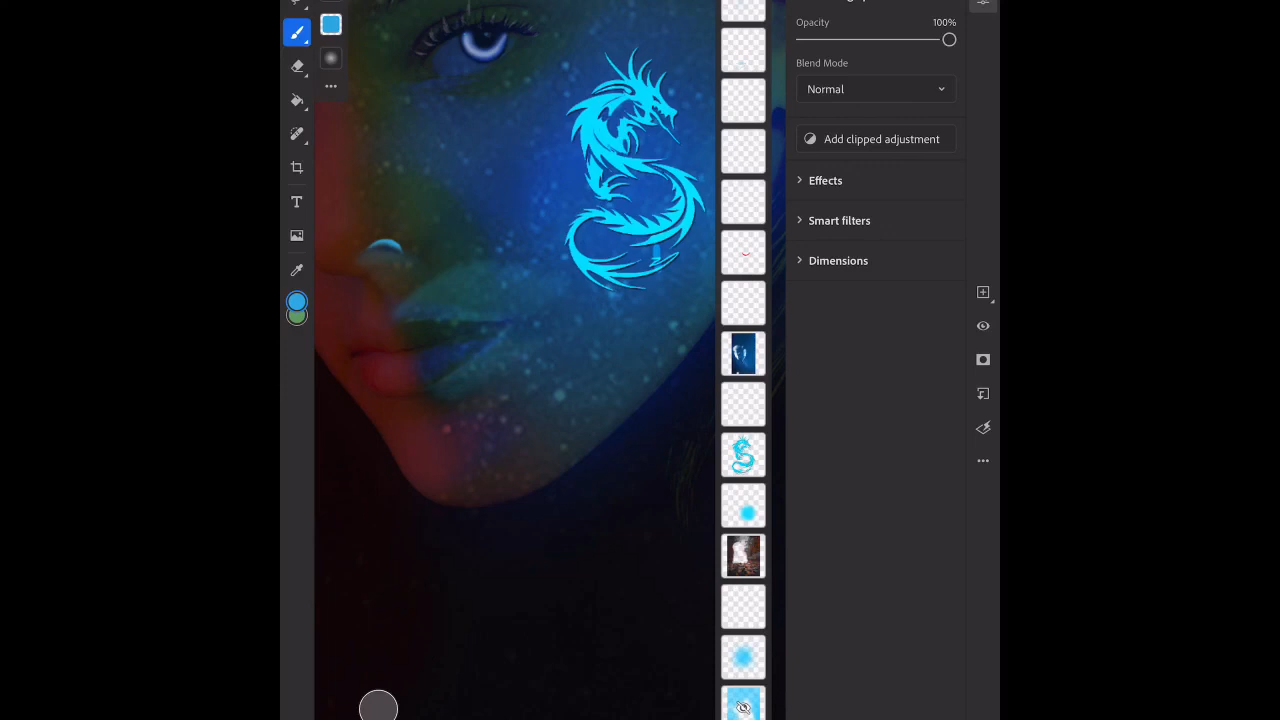 Opacity 100%
Blend Mode
Normal
Add clipped adjustment
Effects
Smart filters
Dimensions